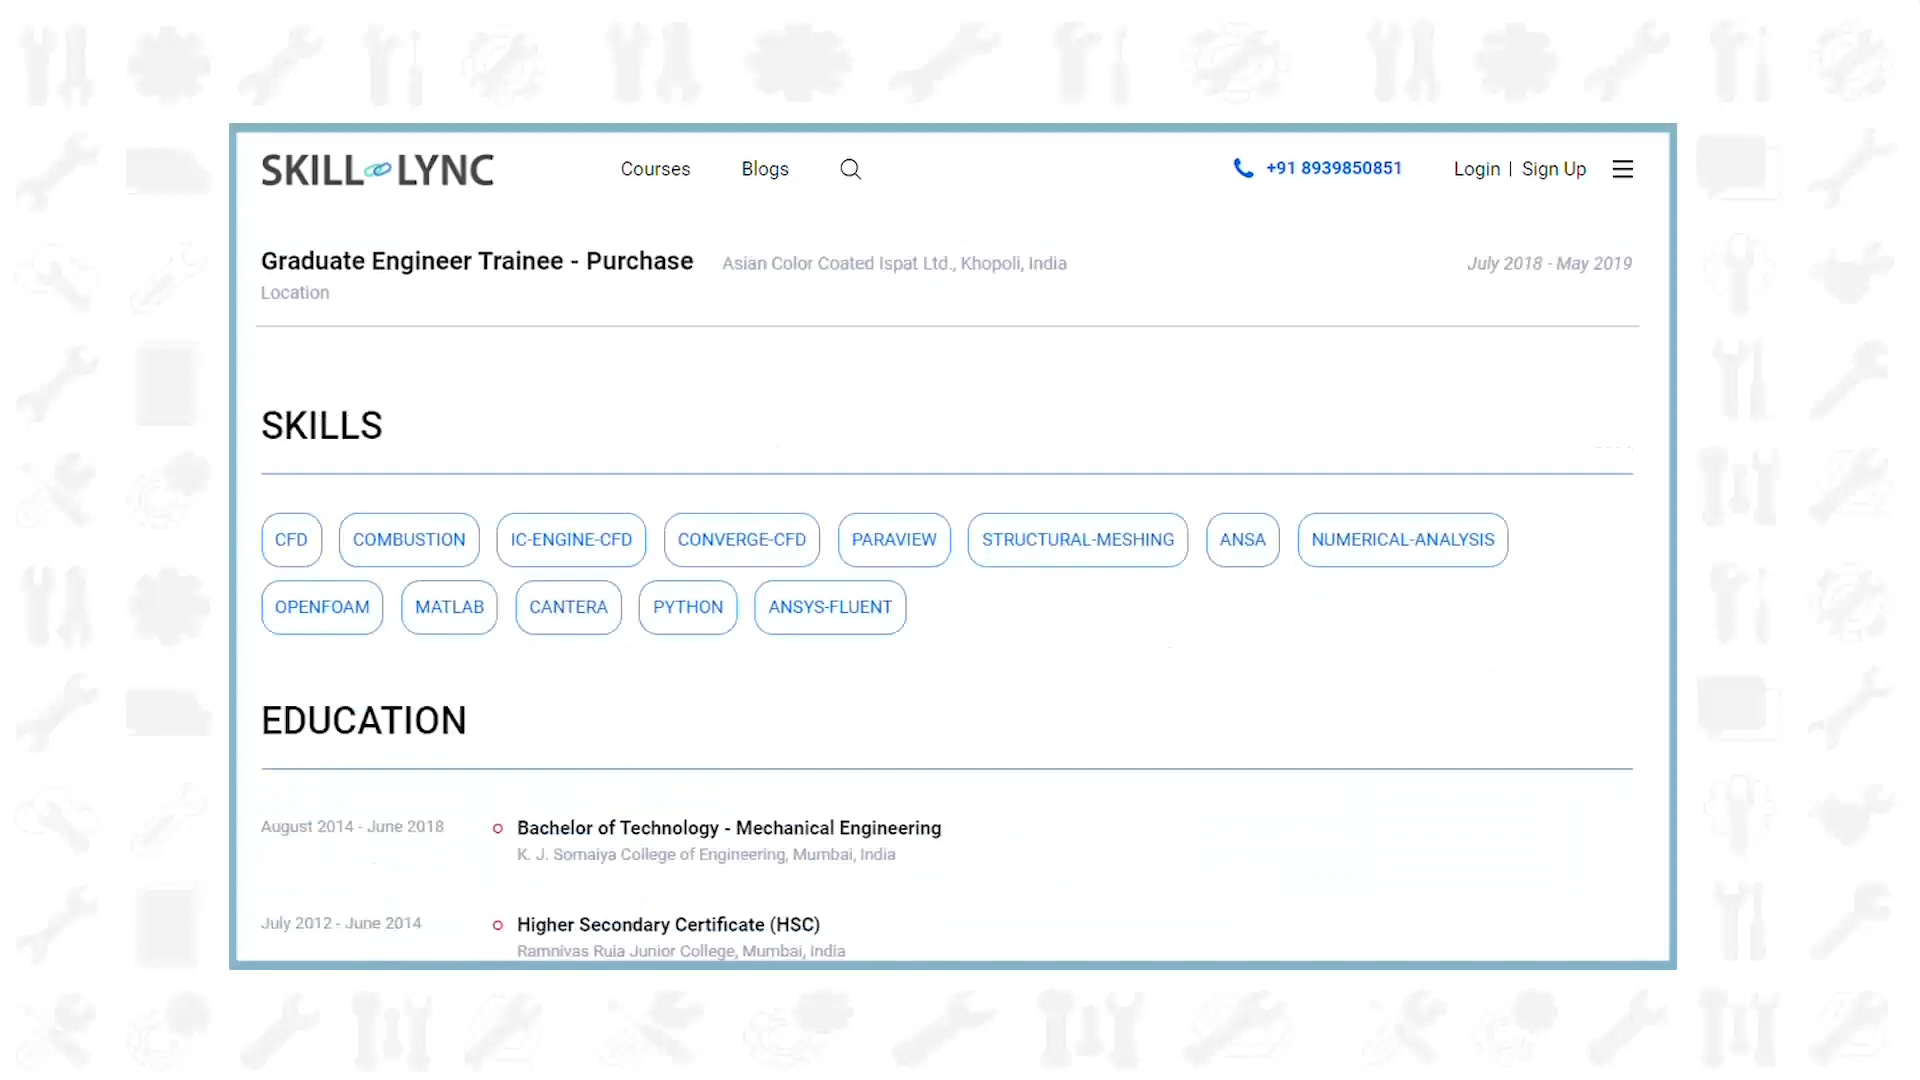 SKILL LYNC Courses Blogs +91 8939850851 Login | Sign Up
Graduate Engineer Trainee - Purchase Asian Color Coated Ispat Ltd., Khopoli, India July 2018 - May 2019
Location
SKILLS
CFD COMBUSTION IC-ENGINE-CFD CONVERGE-CFD PARAVIEW STRUCTURAL-MESHING ANSA NUMERICAL-ANALYSIS
OPENFOAM MATLAB CANTERA PYTHON ANSYS-FLUENT
EDUCATION
August 2014 - June 2018 Bachelor of Technology - Mechanical Engineering
K. J. Somaiya College of Engineering, Mumbai, India
July 2012 - June 2014 Higher Secondary Certificate (HSC)
Ramnivas Ruia Junior College, Mumbai, India